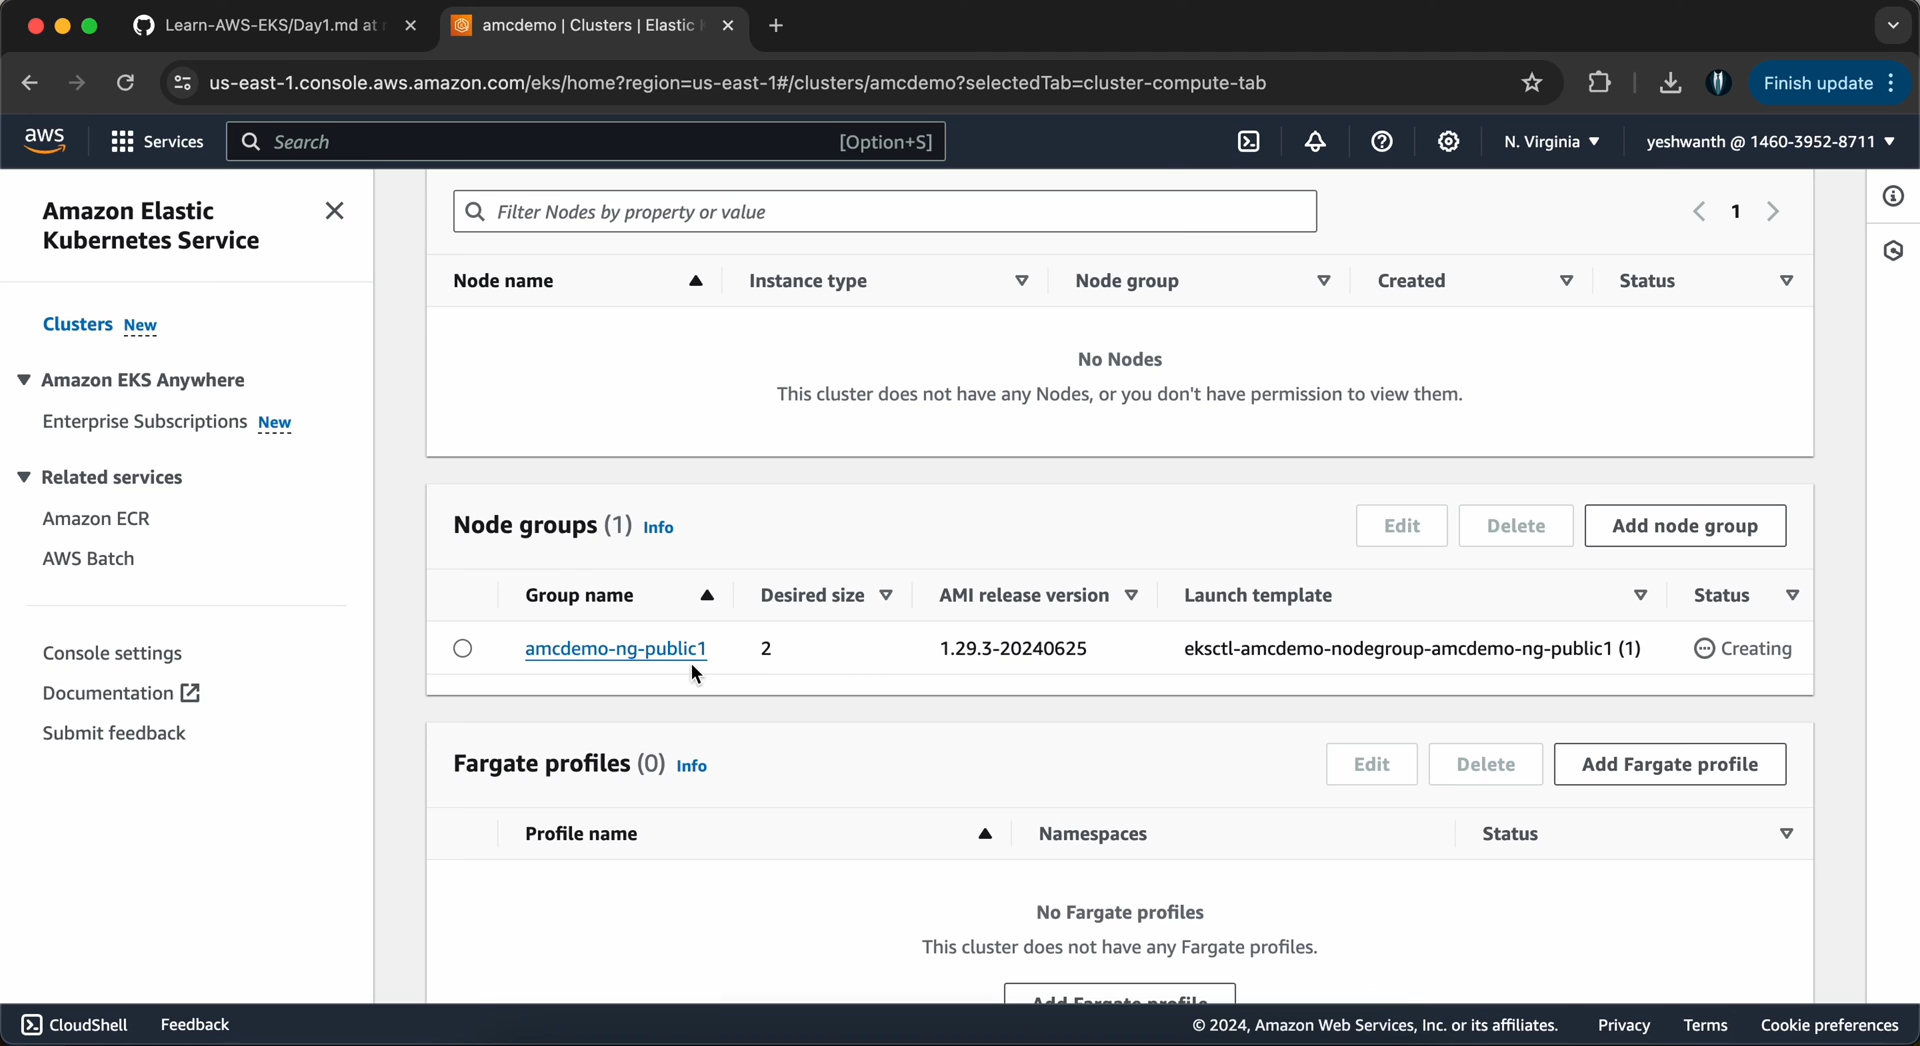 Learn-AWS-EKS/Day1.md at
amcdemo | Clusters | Elastic
us-east-1.console.aws.amazon.com/eks/home?region=us-east-1#/clusters/amcdemo?selectedTab=cluster-compute-tab
Finish update
aws
Services
Search
[Option+S]
N. Virginia
yeshwanth @ 1460-3952-8711
Amazon Elastic
Kubernetes Service
Clusters New
Amazon EKS Anywhere
Enterprise Subscriptions New
Related services
Amazon ECR
AWS Batch
Console settings
Documentation
Submit feedback
Filter Nodes by property or value
1
Node name Instance type Node group Created Status
No Nodes
This cluster does not have any Nodes, or you don't have permission to view them.
Node groups (1) Info
Edit Delete Add node group
Group name Desired size AMI release version Launch template Status
amcdemo-ng-public1 2 1.29.3-20240625 eksctl-amcdemo-nodegroup-amcdemo-ng-public1 (1) Creating
Fargate profiles (0) Info
Edit Delete Add Fargate profile
Profile name Namespaces Status
No Fargate profiles
This cluster does not have any Fargate profiles.
Add Fargate profile
CloudShell Feedback
© 2024, Amazon Web Services, Inc. or its affiliates. Privacy Terms Cookie preferences